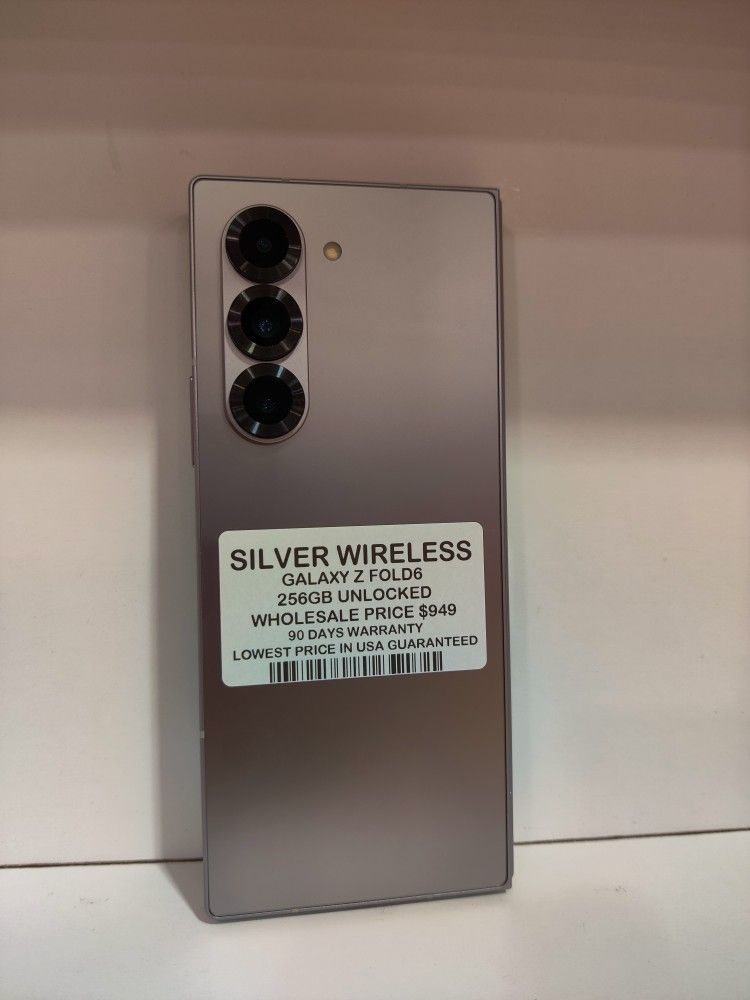 SILVER WIRELESS
GALAXY Z FOLD6
256GB UNLOCKED
WHOLESALE PRICE $949
90 DAYS WARRANTY
LOWEST PRICE IN USA GUARANTEED